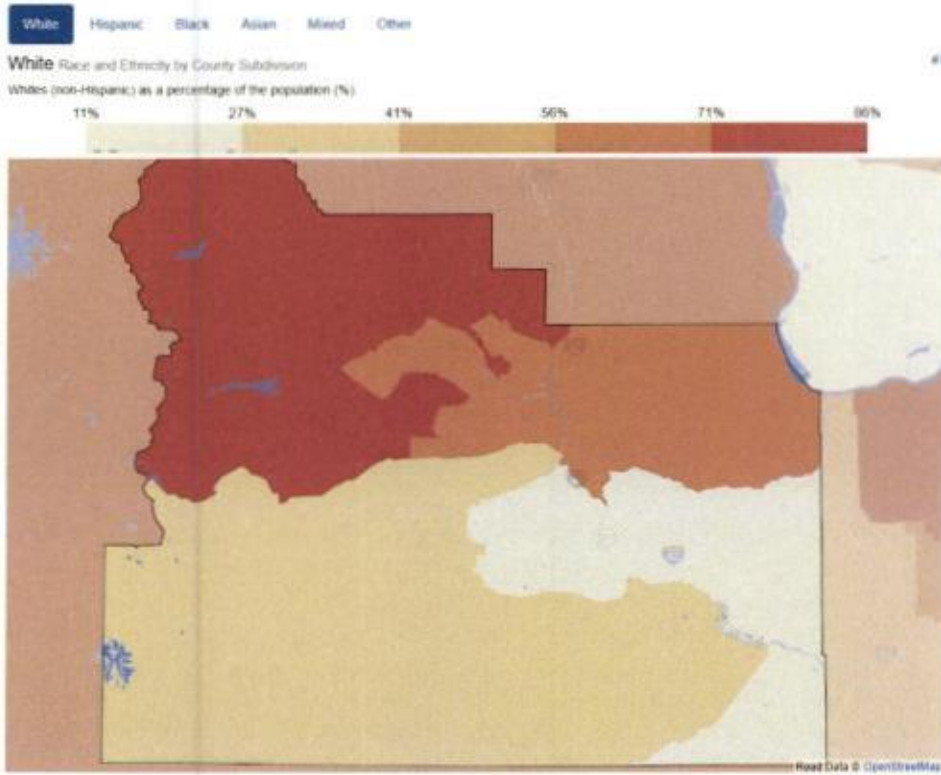 White Hispanic Black Asian Mixed Other
White Race and Ethnicity by County Subdivision
Whites (non-Hispanic) as a percentage of the population (%)
11% 27% 41% 56% 71% 86%
Road Data © OpenStreetMap